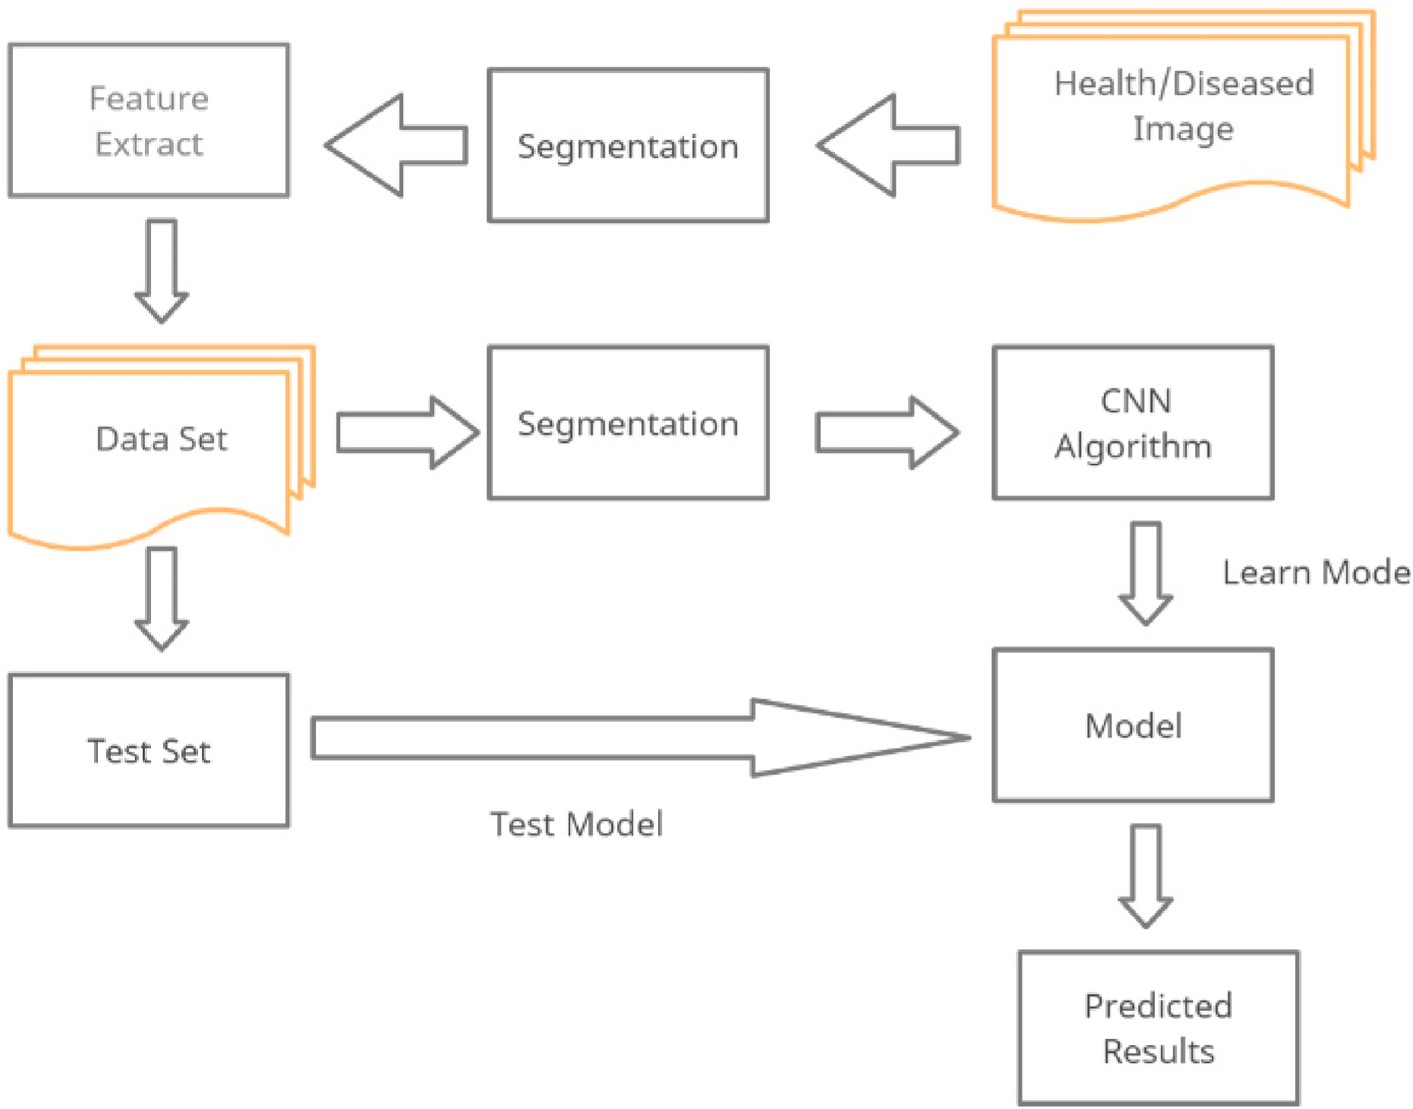 Feature
Extract
Segmentation
Health/Diseased
Image
Data Set
Segmentation
CNN
Algorithm
Learn Mode
Test Set
Model
Test Model
Predicted
Results